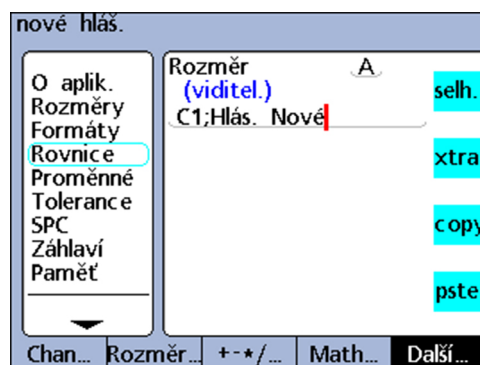 nové hláš.
O aplik.
Rozměry
Formáty
Rovnice
Proměnné
Tolerance
SPC
Záhlaví
Paměť
Rozměr A
(viditel.)
C1;Hlás. Nové
selh.
xtra
copy
pste
Chan... Rozměr... +-*/... Math... Další...